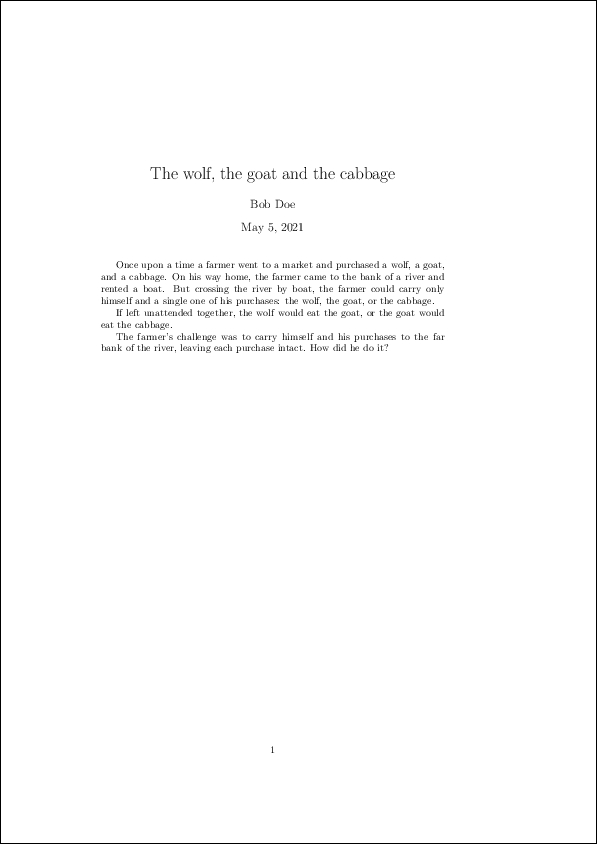 The wolf, the goat and the cabbage
Bob Doe
May 5, 2021
Once upon a time a farmer went to a market and purchased a wolf, a goat,
and a cabbage. On his way home, the farmer came to the bank of a river and
rented a boat. But crossing the river by boat, the farmer could carry only
himself and a single one of his purchases: the wolf, the goat, or the cabbage.
If left unattended together, the wolf would eat the goat, or the goat would
eat the cabbage.
The farmer's challenge was to carry himself and his purchases to the far
bank of the river, leaving each purchase intact. How did he do it?
1